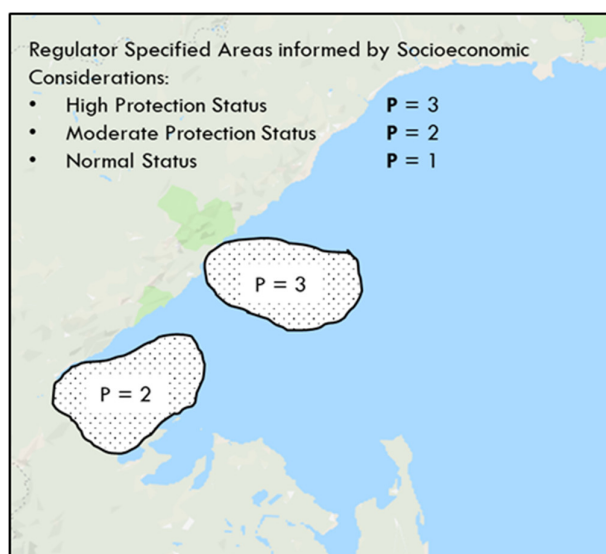 Regulator Specified Areas informed by Socioeconomic
Considerations:
• High Protection Status P = 3
• Moderate Protection Status P = 2
• Normal Status P = 1
P = 3
P = 2